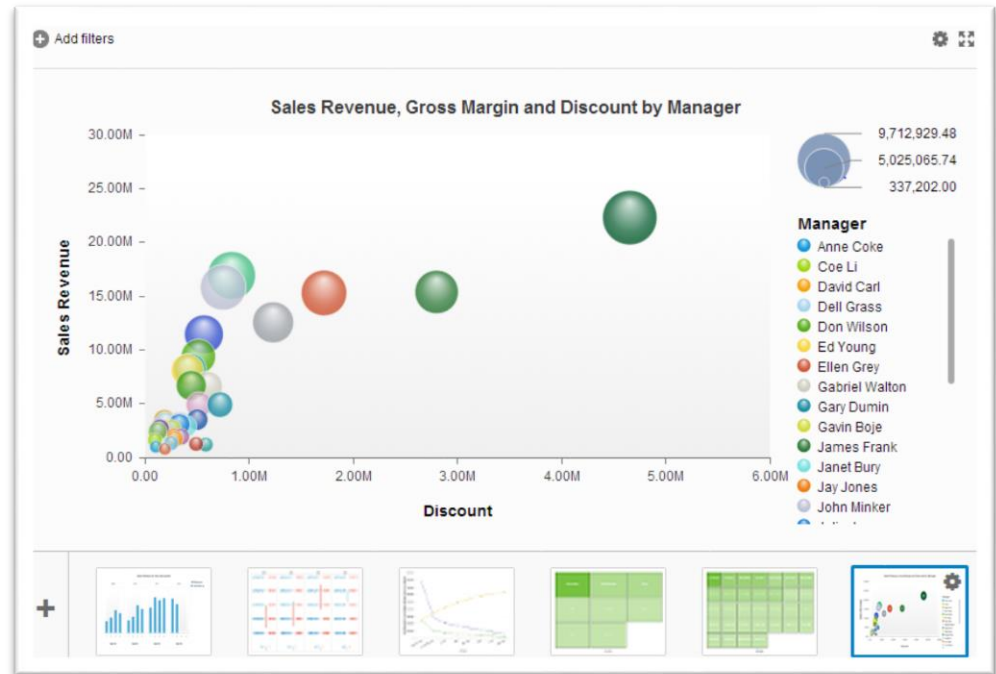 Add filters
Sales Revenue, Gross Margin and Discount by Manager
30.00M
25.00M
20.00M
15.00M
10.00M
5.00M
0.00
Sales Revenue
0.00 1.00M 2.00M 3.00M 4.00M 5.00M 6.00M
Discount
9,712,929.48
5,025,065.74
337,202.00
Manager
Anne Coke
Coe Li
David Carl
Dell Grass
Don Wilson
Ed Young
Ellen Grey
Gabriel Walton
Gary Dumin
Gavin Boje
James Frank
Janet Bury
Jay Jones
John Minker